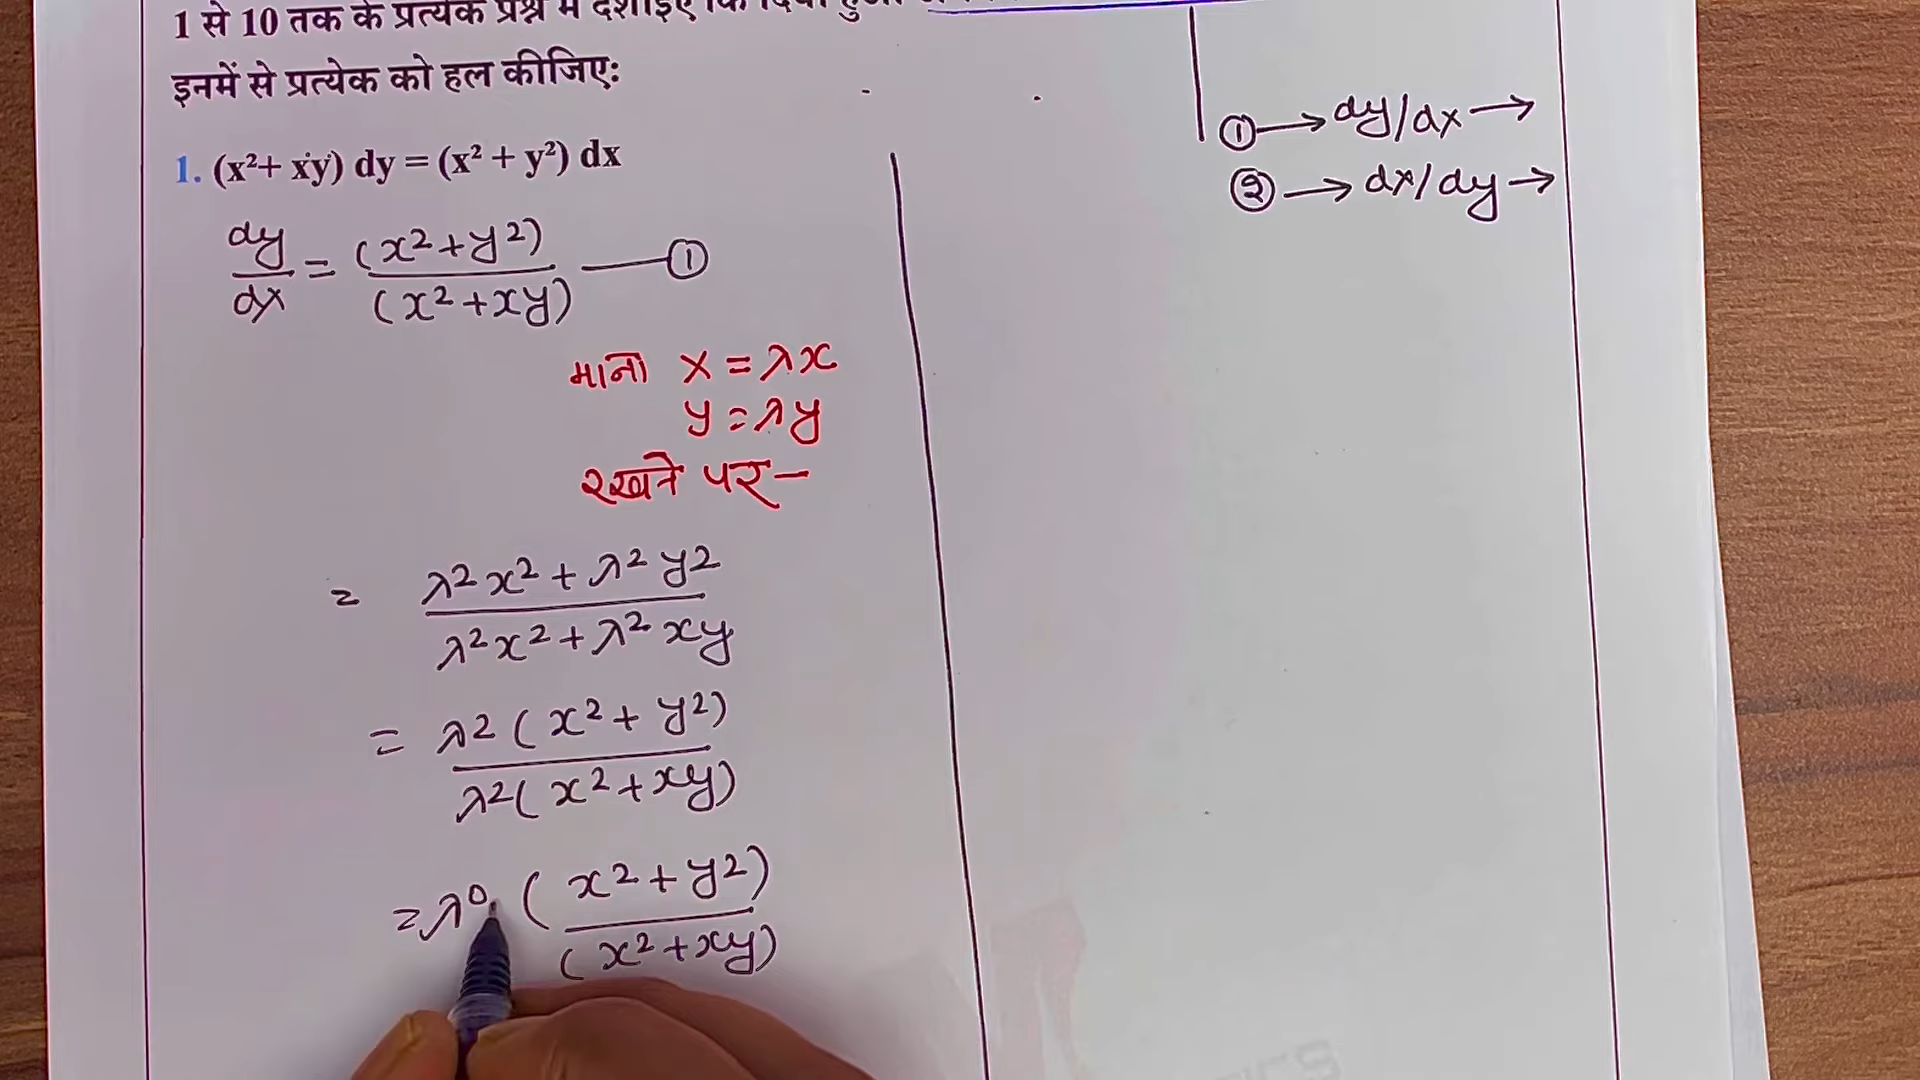 1 से 10 तक के प्रत्येक प्रश्न में दर्शाइए कि दिया हुआ
इनमें से प्रत्येक को हल कीजिए:
1. (x²+ xy) dy = (x² + y²) dx
dy/dx = (x²+y²)/(x²+xy) —— ①
माना x = λx
y = λy
रखने पर—
= λ²x² + λ²y² / λ²x² + λ²xy
= λ²(x² + y²) / λ²(x² + xy)
= λ⁰ (x² + y²) / (x² + xy)
① → dy/dx →
② → dx/dy →